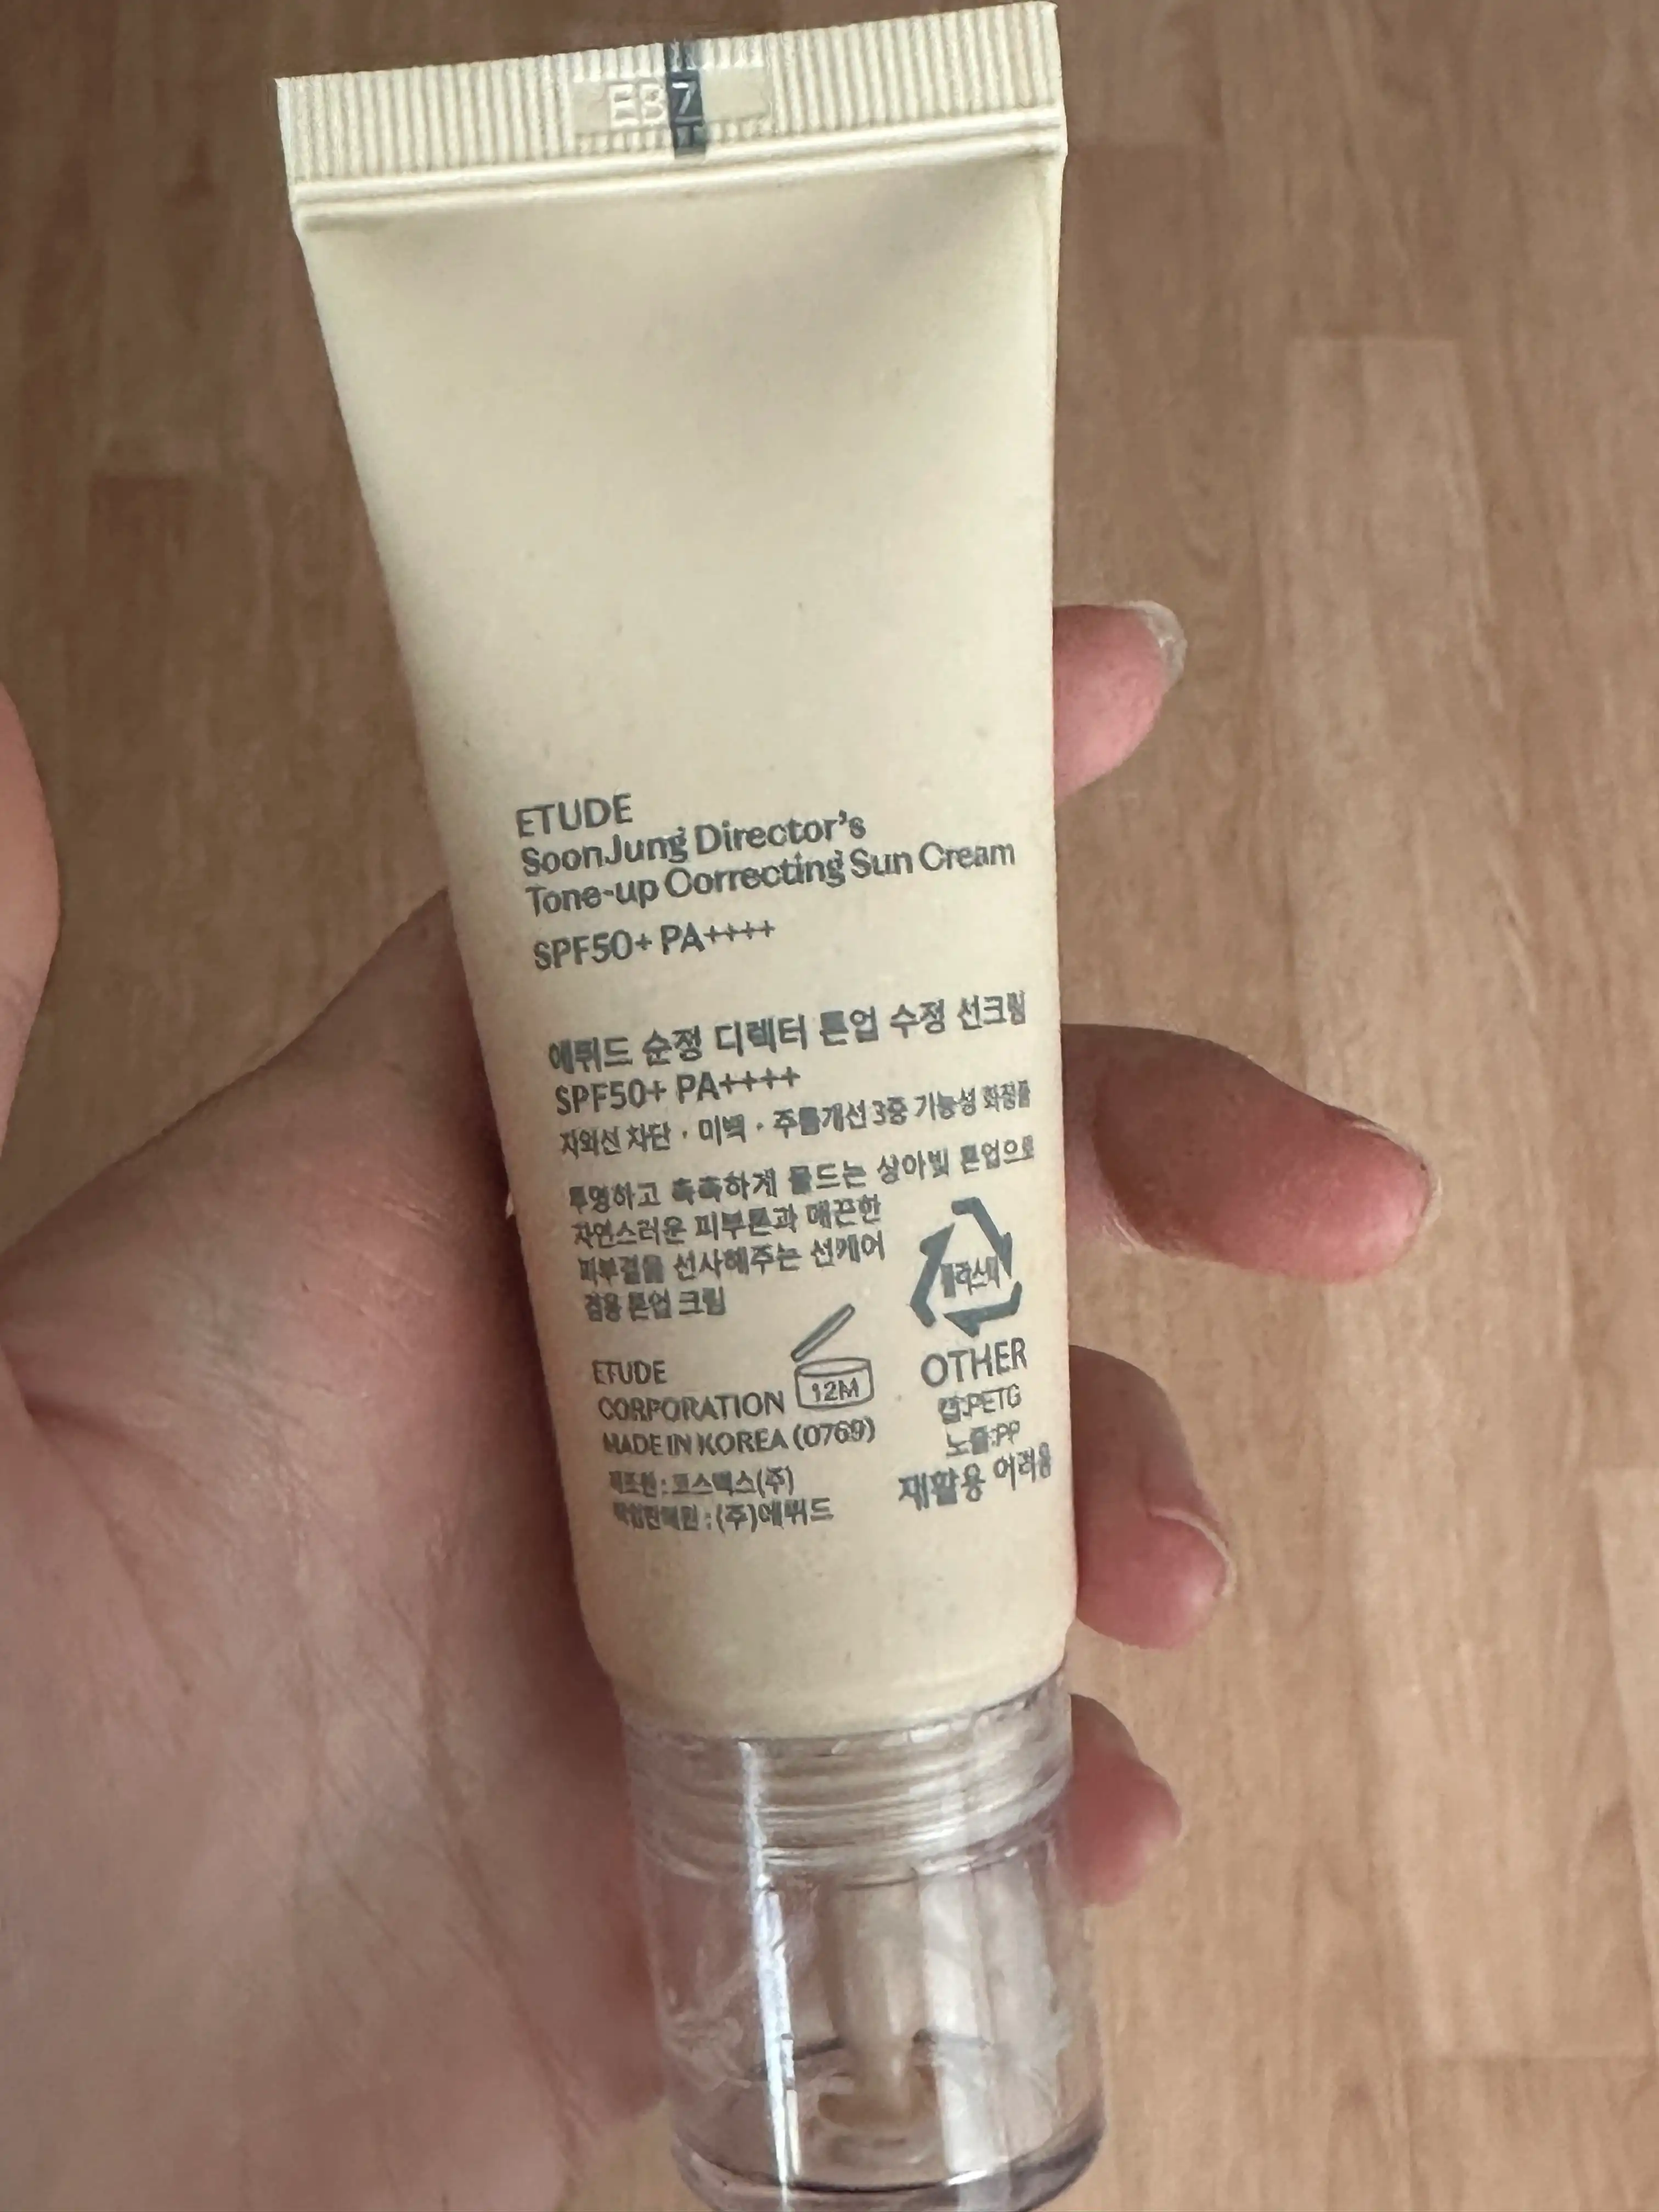 EB7
ETUDE
SoonJung Director's
Tone-up Correcting Sun Cream
SPF50+ PA++++
에뛰드 순정 디렉터 톤업 수정 선크림
SPF50+ PA++++
자외선 차단 · 미백 · 주름개선 3중 기능성 화장품
투명하고 촉촉하게 물드는 상아빛 톤업으로
자연스러운 피부톤과 매끈한
피부결을 선사해주는 선케어
겸용 톤업 크림
ETUDE
CORPORATION
MADE IN KOREA (0769)
12M
제조원 : 코스맥스(주)
책임판매원 : (주)에뛰드
플라스틱
OTHER
캡:PETG
노즐:PP
재활용 어려움